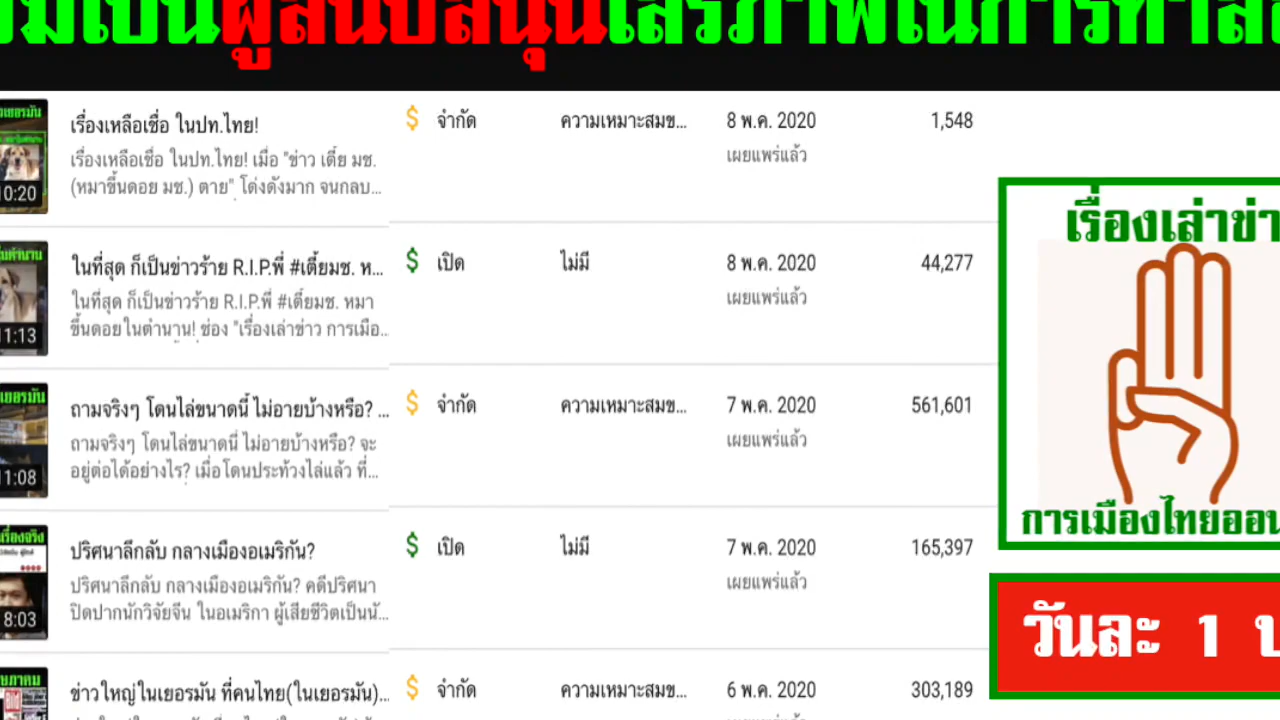 ผู้สนับสนุนเสรีภาพในการทำสื่
เรื่องเหลือเชื่อ ในปท.ไทย!
$ จำกัด ความเหมาะสมข... 8 พ.ค. 2020 1,548
เรื่องเหลือเชื่อ ในปท.ไทย! เมื่อ "ข่าว เตี้ย มช.
เผยแพร่แล้ว
(หมาขึ้นดอย มช.) ตาย" โด่งดังมาก จนกลบ...
10:20
ในที่สุด ก็เป็นข่าวร้าย R.I.P.พี่ #เตี้ยมช. ห...
$ เปิด ไม่มี 8 พ.ค. 2020 44,277
ในที่สุด ก็เป็นข่าวร้าย R.I.P.พี่ #เตี้ยมช. หมา
เผยแพร่แล้ว
ขึ้นดอยในตำนาน! ช่อง "เรื่องเล่าข่าว การเมือ...
11:13
ถามจริงๆ โดนไล่ขนาดนี้ ไม่อายบ้างหรือ? ...
$ จำกัด ความเหมาะสมข... 7 พ.ค. 2020 561,601
ถามจริงๆ โดนไล่ขนาดนี้ ไม่อายบ้างหรือ? จะ
เผยแพร่แล้ว
อยู่ต่อได้อย่างไร? เมื่อโดนประท้วงไล่แล้ว ที่...
11:08
ปริศนาลึกลับ กลางเมืองอเมริกัน?
$ เปิด ไม่มี 7 พ.ค. 2020 165,397
ปริศนาลึกลับ กลางเมืองอเมริกัน? คดีปริศนา
เผยแพร่แล้ว
ปิดปากนักวิจัยจีน ในอเมริกา ผู้เสียชีวิตเป็นนั...
8:03
ข่าวใหญ่ในเยอรมัน ที่คนไทย(ในเยอรมัน)...
$ จำกัด ความเหมาะสมข... 6 พ.ค. 2020 303,189
เรื่องเล่าข่า
การเมืองไทยออน
วันละ 1 บ